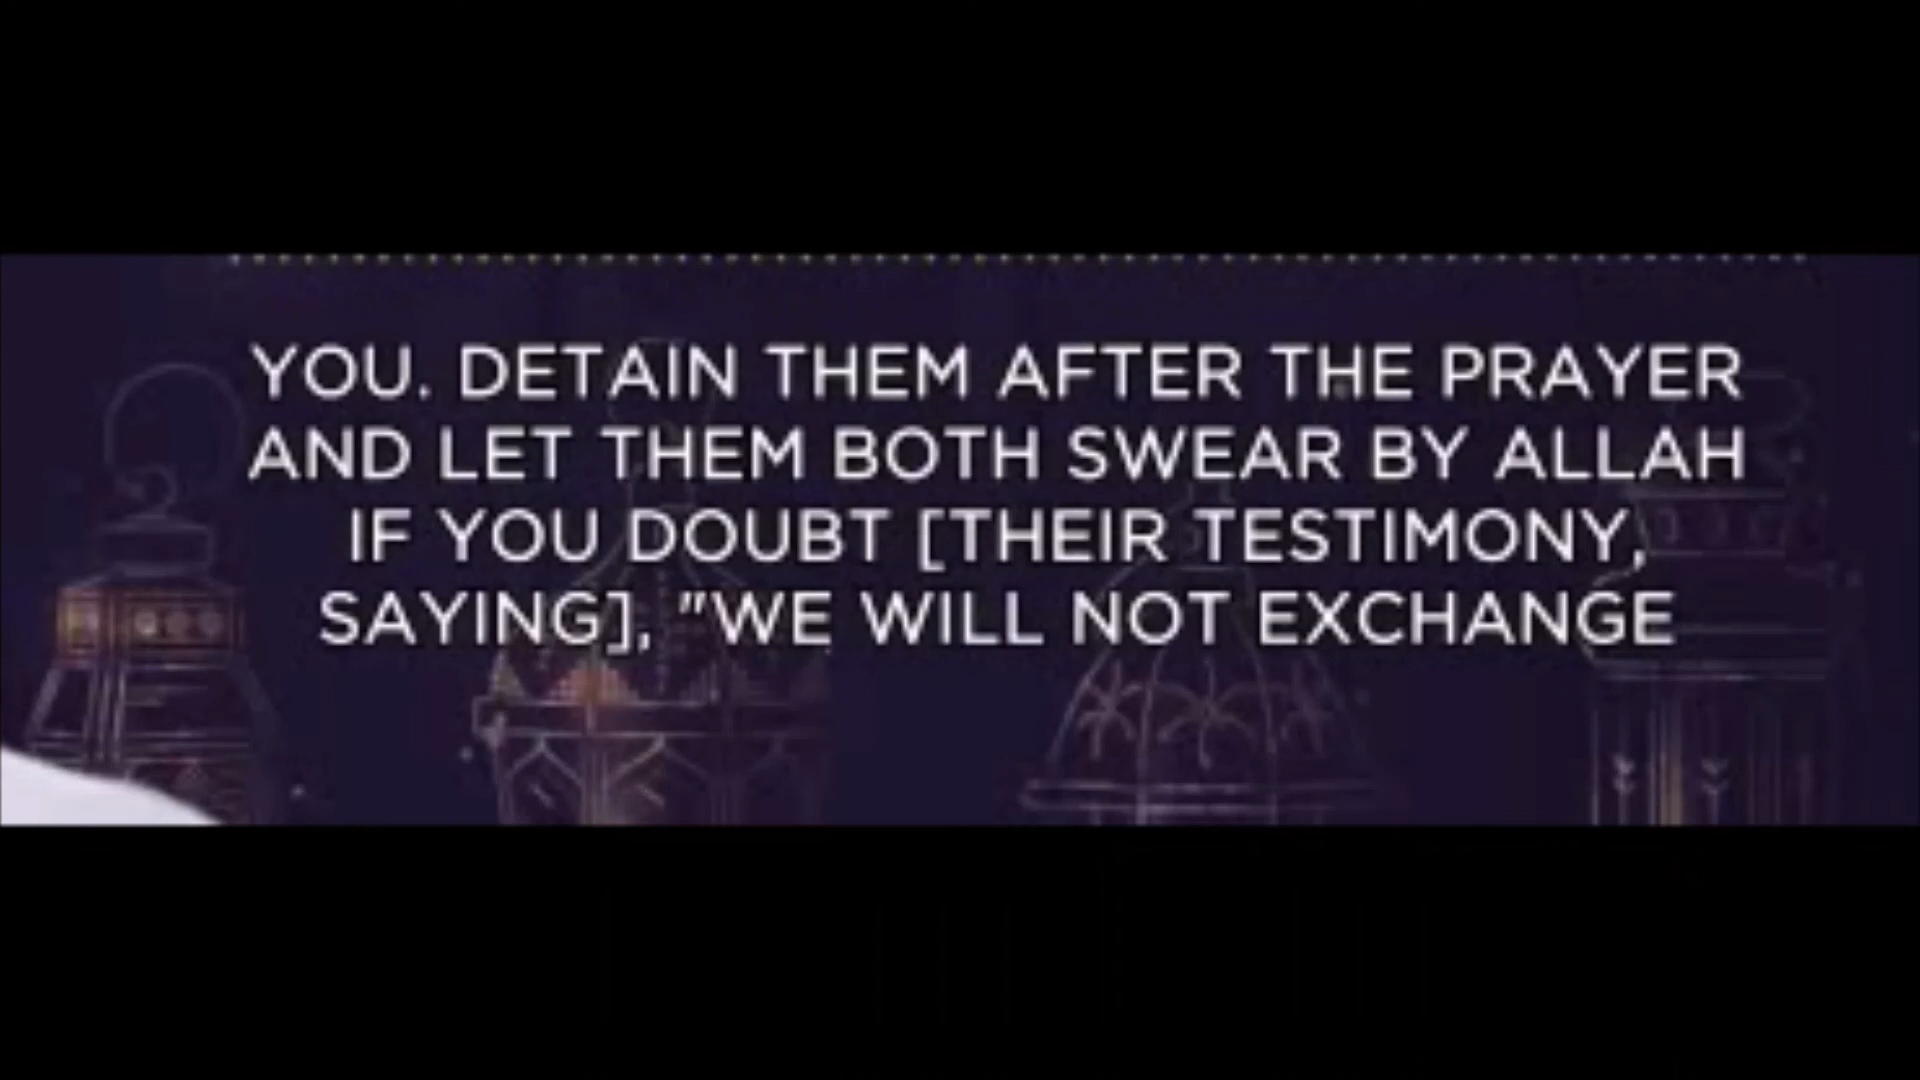 YOU. DETAIN THEM AFTER THE PRAYER
AND LET THEM BOTH SWEAR BY ALLAH
IF YOU DOUBT [THEIR TESTIMONY,
SAYING], "WE WILL NOT EXCHANGE